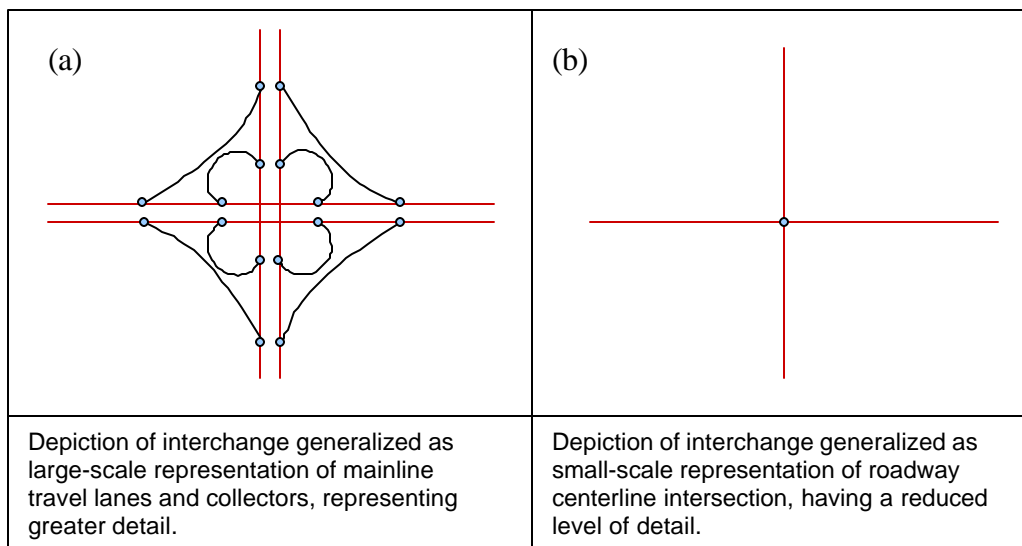 (a)
Depiction of interchange generalized as
large-scale representation of mainline
travel lanes and collectors, representing
greater detail.
(b)
Depiction of interchange generalized as
small-scale representation of roadway
centerline intersection, having a reduced
level of detail.